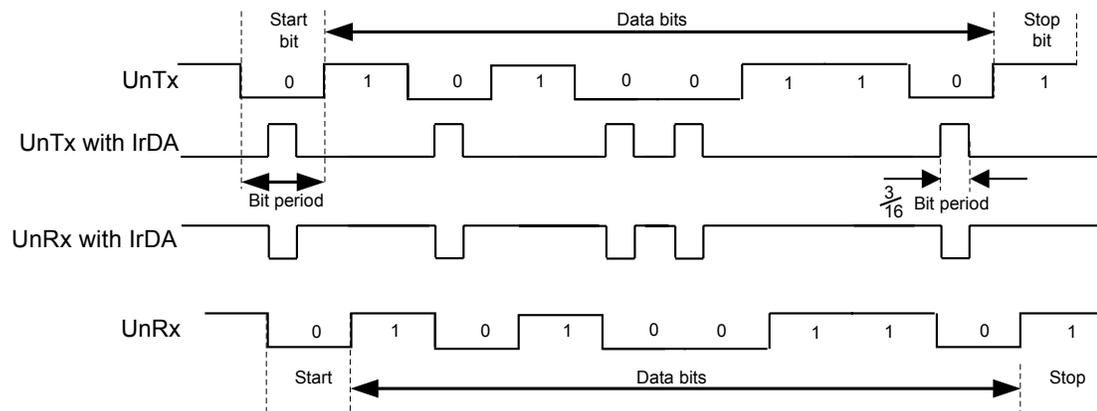 Start
bit
Data bits
Stop
bit
UnTx
0 1 0 1 0 0 1 1 0 1
UnTx with IrDA
Bit period
3/16 Bit period
UnRx with IrDA
UnRx
0 1 0 1 0 0 1 1 0 1
Start
Data bits
Stop